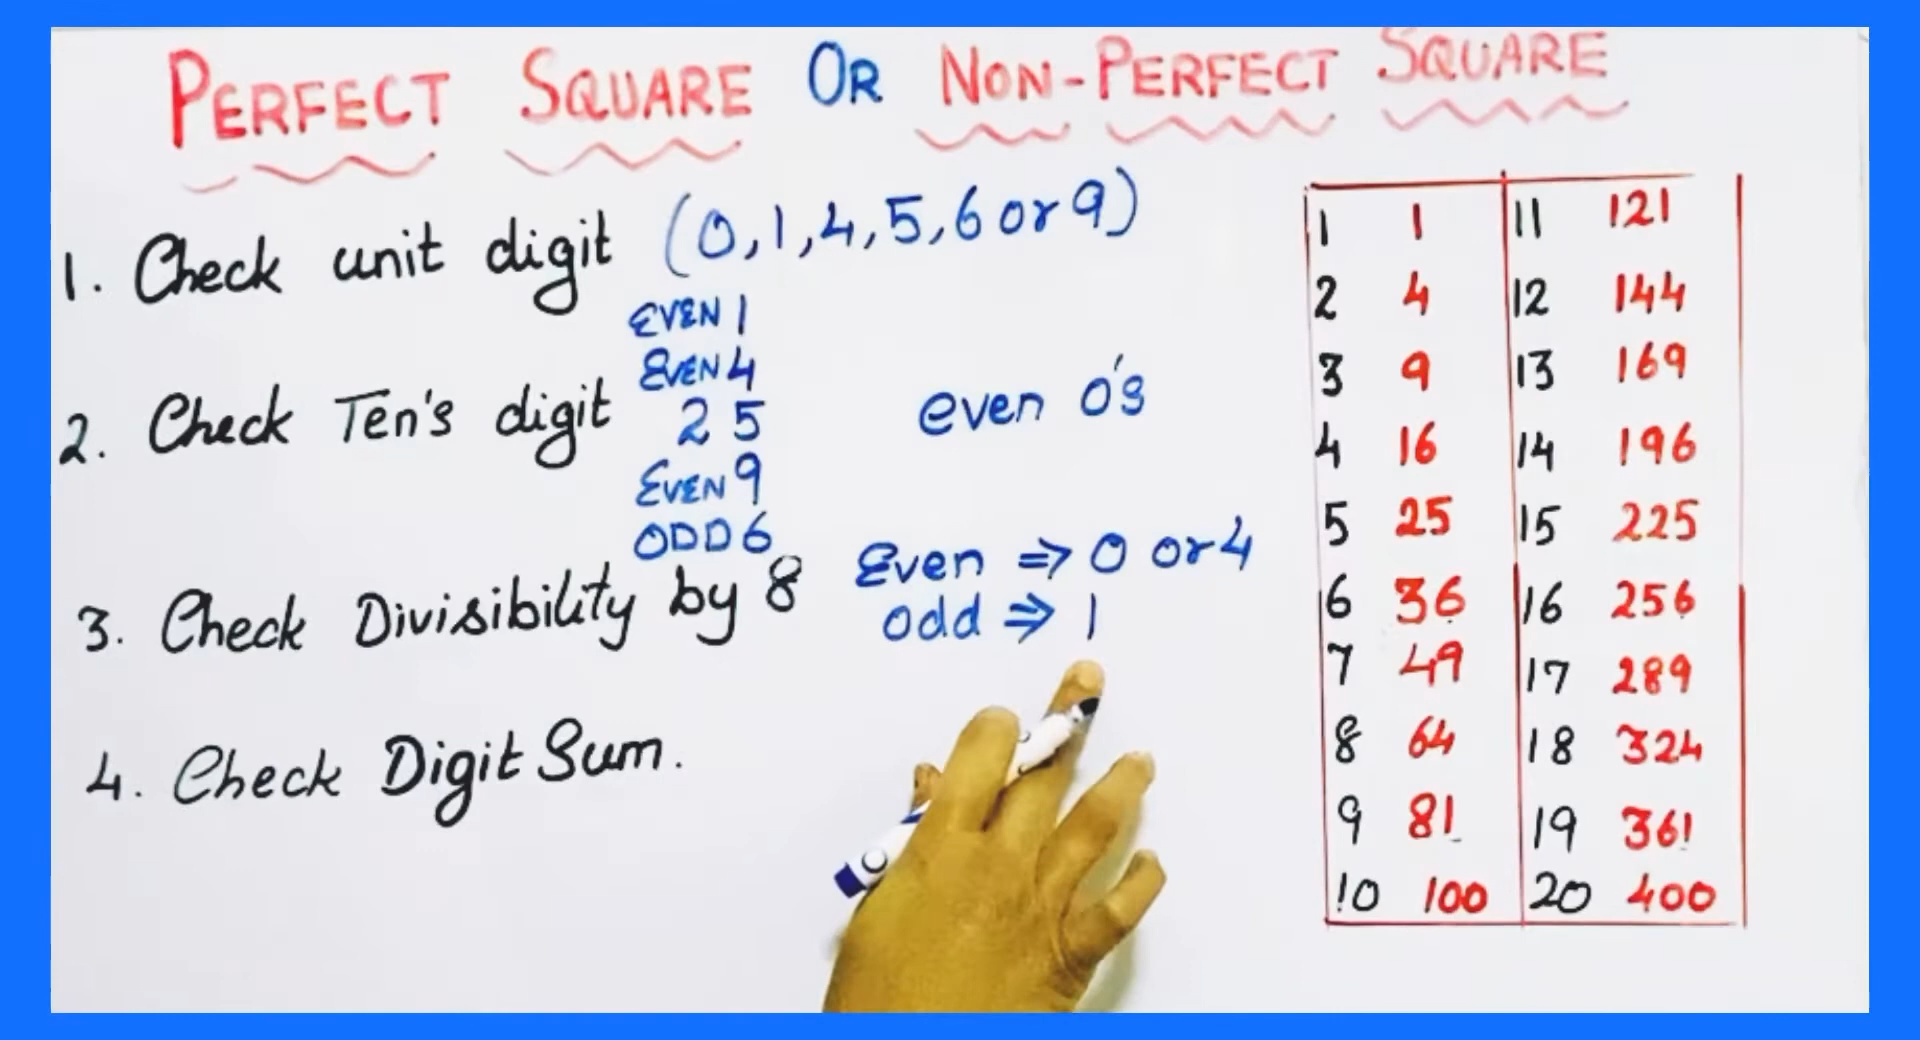 PERFECT SQUARE OR NON-PERFECT SQUARE
1. Check unit digit (0,1,4,5,6 or 9)
EVEN 1
EVEN 4
2. Check Ten's digit 25 even 0's
EVEN 9
ODD 6
3. Check Divisibility by 8 Even ⇒ 0 or 4
odd ⇒ 1
4. Check Digit Sum.
1 1 11 121
2 4 12 144
3 9 13 169
4 16 14 196
5 25 15 225
6 36 16 256
7 49 17 289
8 64 18 324
9 81 19 361
10 100 20 400